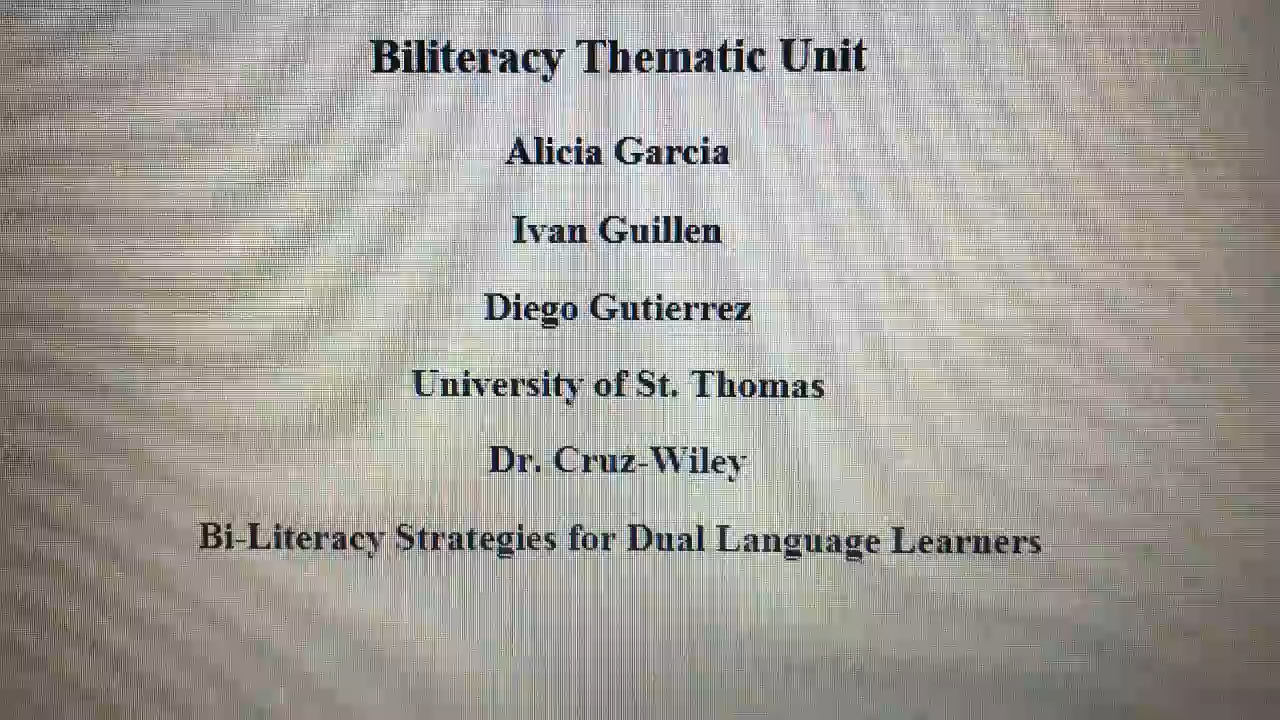 Biliteracy Thematic Unit
Alicia Garcia
Ivan Guillen
Diego Gutierrez
University of St. Thomas
Dr. Cruz-Wiley
Bi-Literacy Strategies for Dual Language Learners